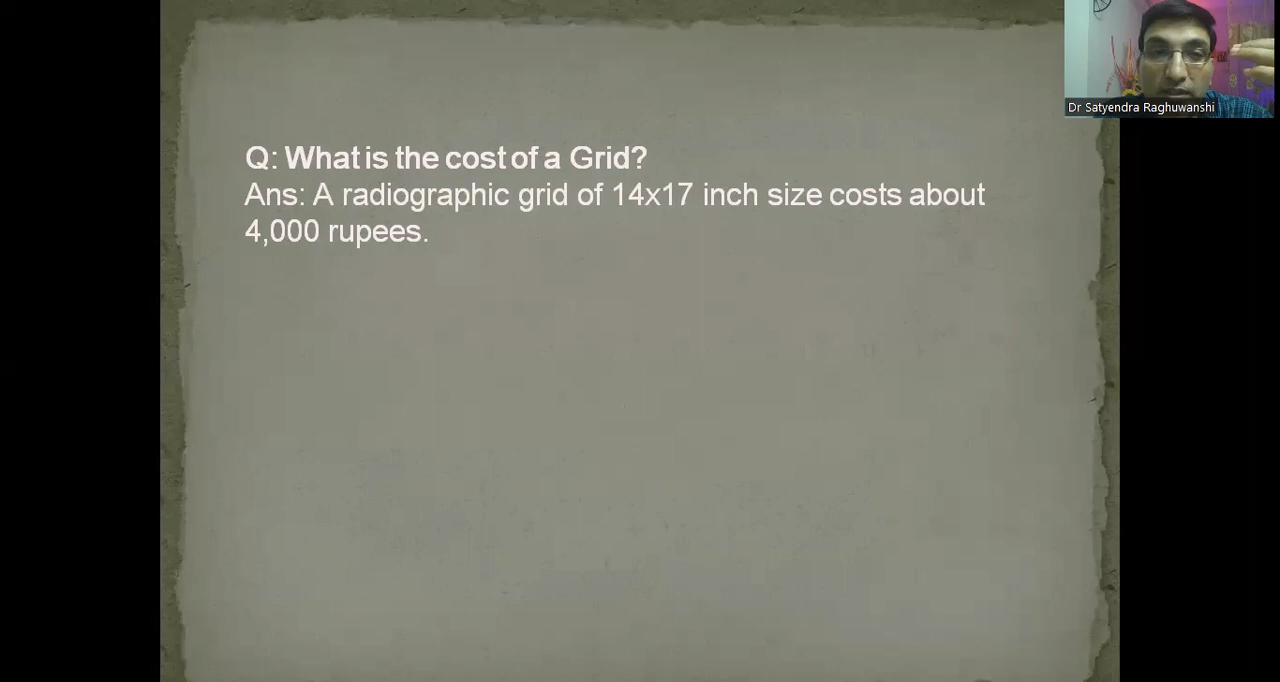 Dr Satyendra Raghuwanshi
Q: What is the cost of a Grid?
Ans: A radiographic grid of 14x17 inch size costs about
4,000 rupees.